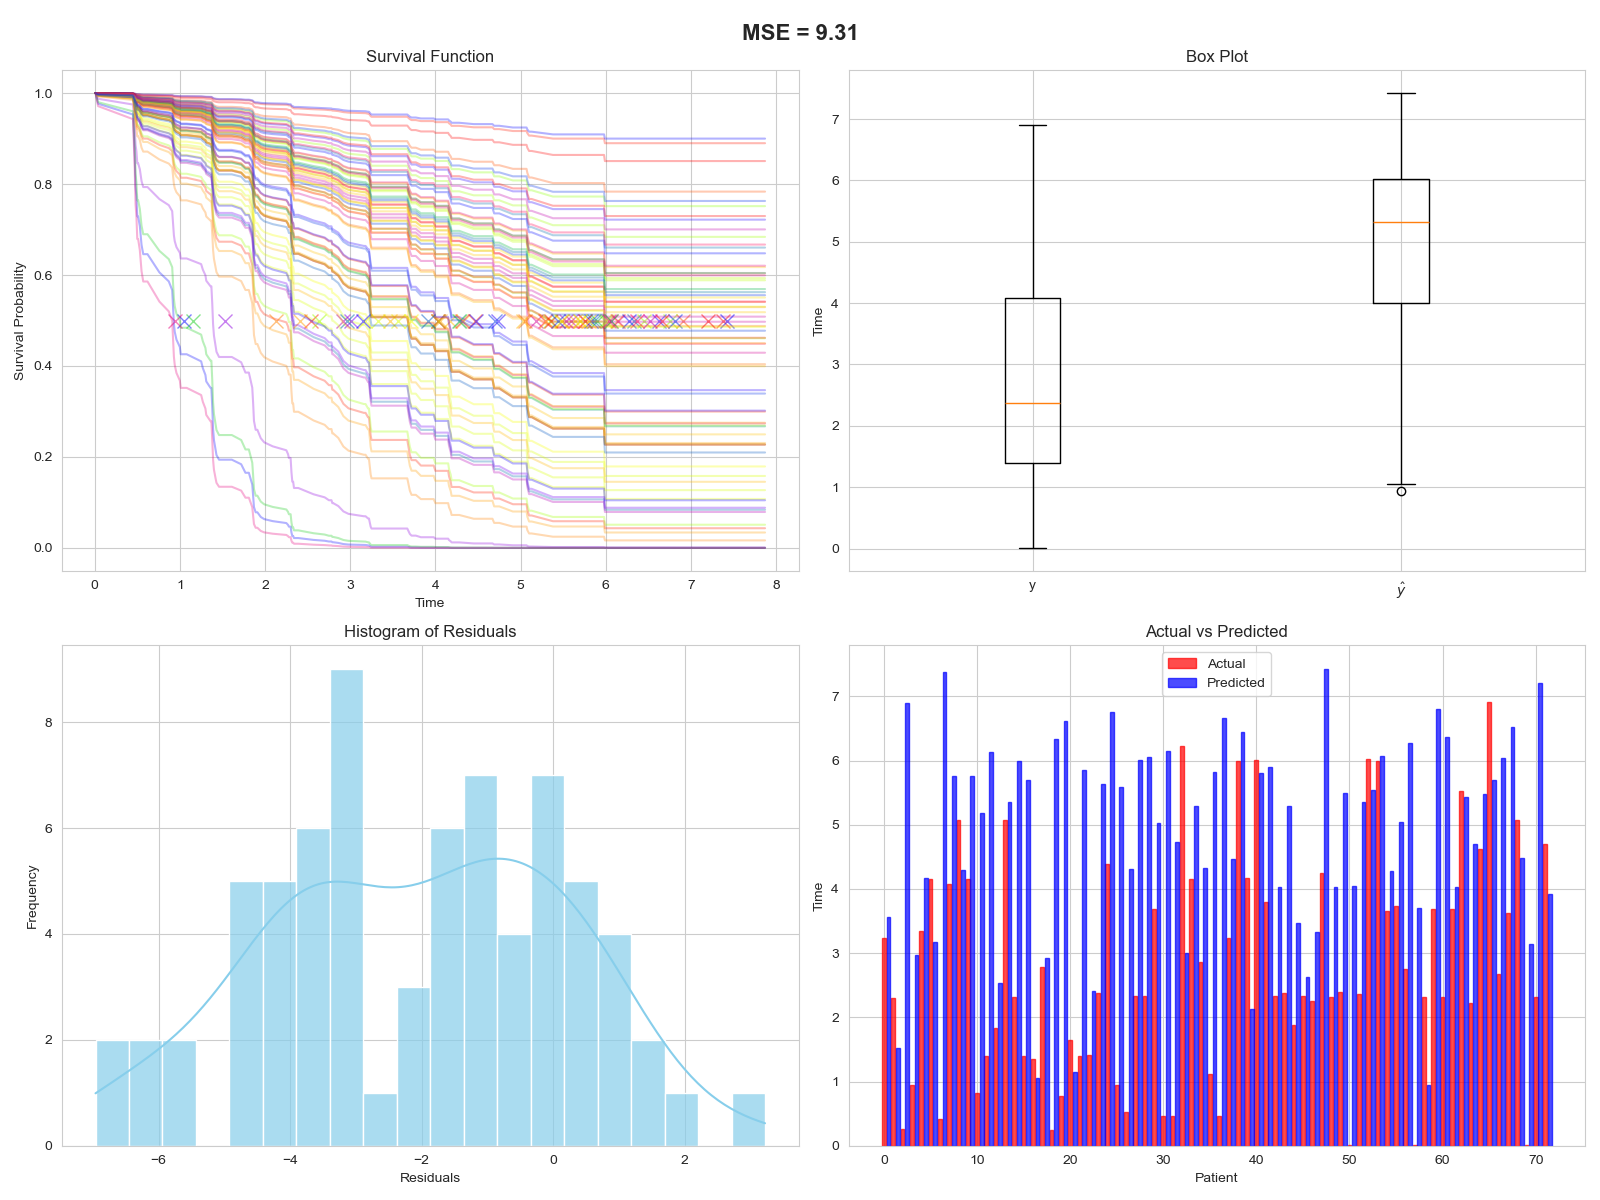 MSE = 9.31
Survival Function
Survival Probability
1.0
0.8
0.6
0.4
0.2
0.0
0 1 2 3 4 5 6 7 8
Time
Box Plot
Time
7
6
5
4
3
2
1
0
y ŷ
Histogram of Residuals
Frequency
8
6
4
2
0
−6 −4 −2 0 2
Residuals
Actual vs Predicted
Actual
Predicted
Time
7
6
5
4
3
2
1
0
0 10 20 30 40 50 60 70
Patient